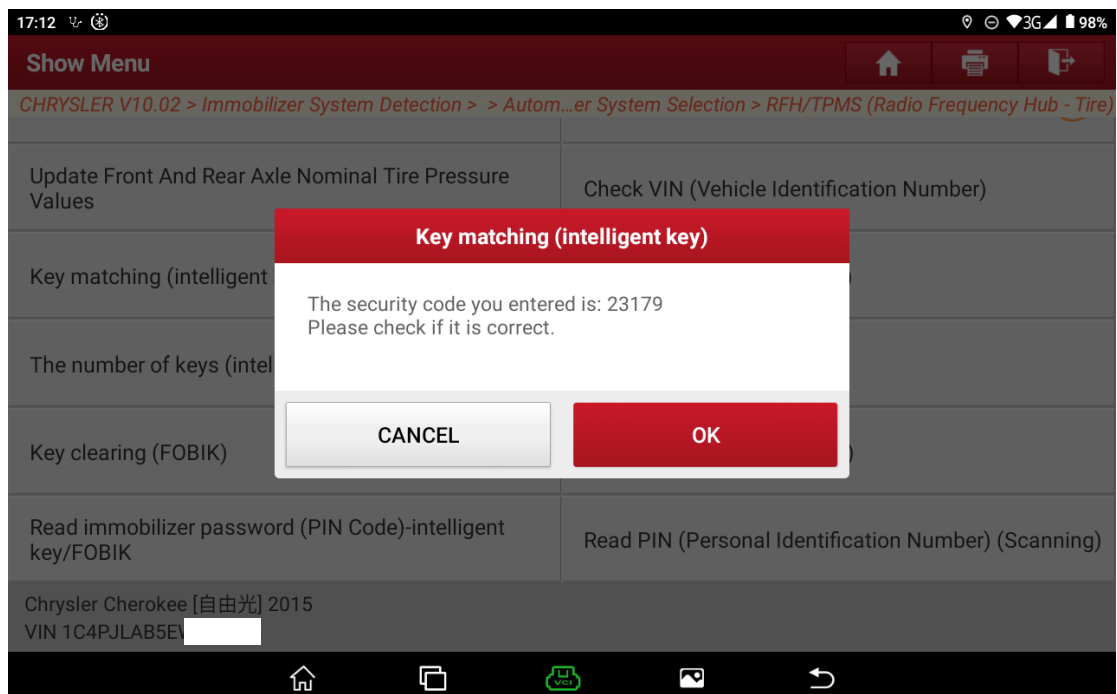 17:12
3G 98%
Show Menu
CHRYSLER V10.02 > Immobilizer System Detection > > Autom...er System Selection > RFH/TPMS (Radio Frequency Hub - Tire)
Update Front And Rear Axle Nominal Tire Pressure
Values
Check VIN (Vehicle Identification Number)
Key matching (intelligent key)
Key matching (intelligent
)
The security code you entered is: 23179
Please check if it is correct.
The number of keys (intel
CANCEL
OK
Key clearing (FOBIK)
)
Read immobilizer password (PIN Code)-intelligent
key/FOBIK
Read PIN (Personal Identification Number) (Scanning)
Chrysler Cherokee [自由光] 2015
VIN 1C4PJLAB5E
VCI